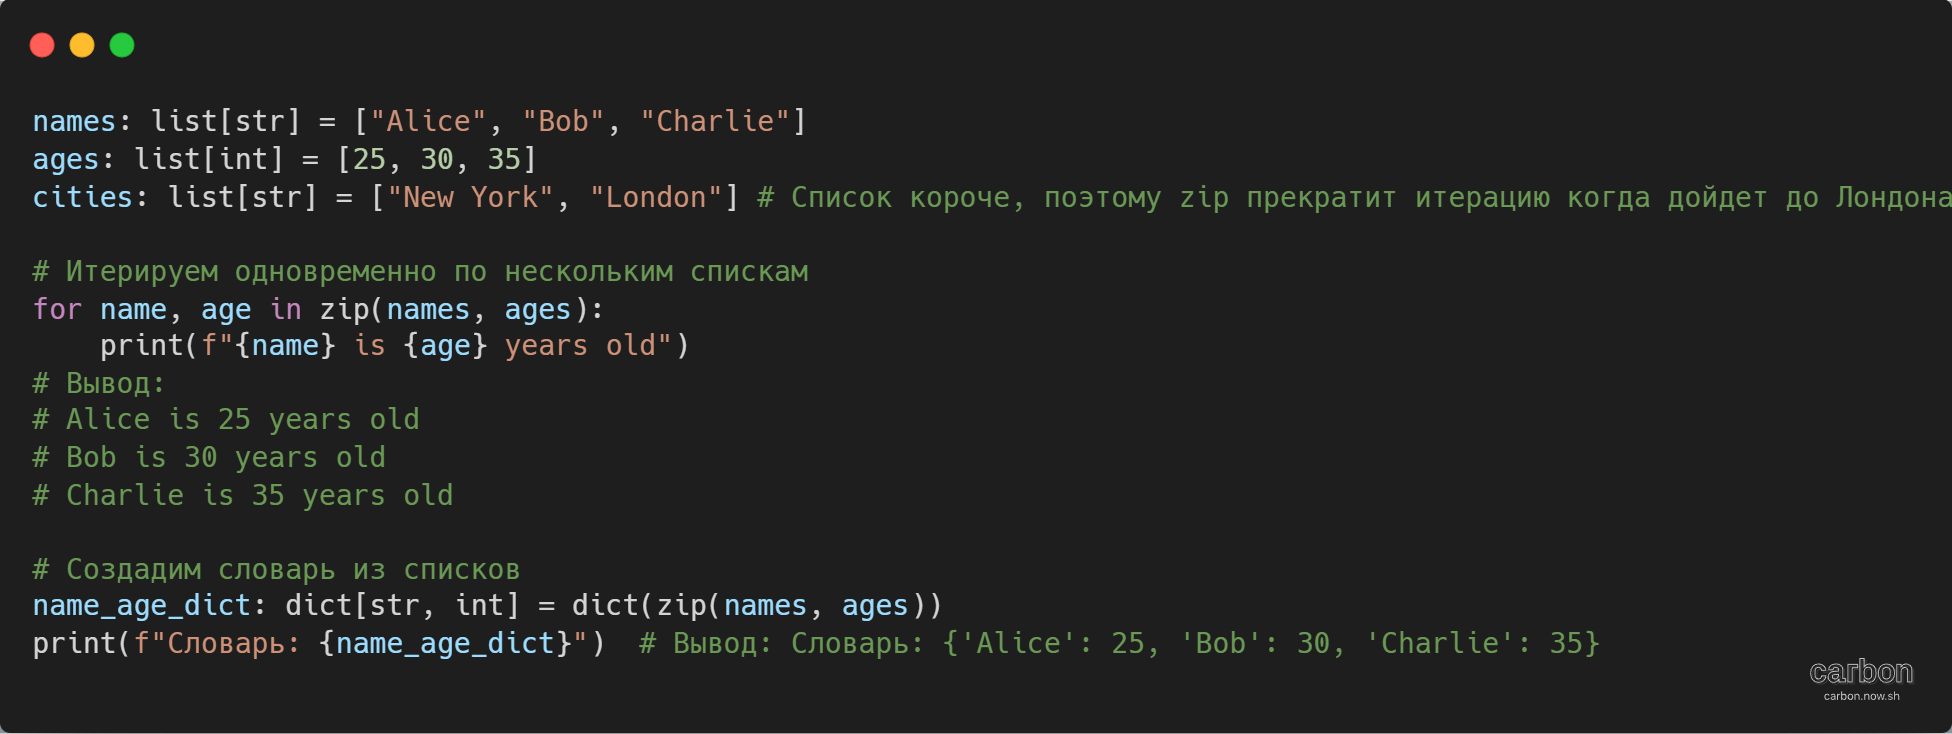 names: list[str] = ["Alice", "Bob", "Charlie"]
ages: list[int] = [25, 30, 35]
cities: list[str] = ["New York", "London"] # Список короче, поэтому zip прекратит итерацию когда дойдет до Лондона

# Итерируем одновременно по нескольким спискам
for name, age in zip(names, ages):
    print(f"{name} is {age} years old")
# Вывод:
# Alice is 25 years old
# Bob is 30 years old
# Charlie is 35 years old

# Создадим словарь из списков
name_age_dict: dict[str, int] = dict(zip(names, ages))
print(f"Словарь: {name_age_dict}")  # Вывод: Словарь: {'Alice': 25, 'Bob': 30, 'Charlie': 35}
carbon
carbon.now.sh